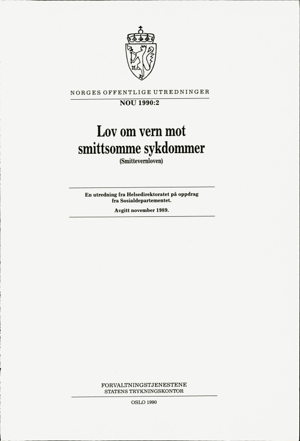 NORGES OFFENTLIGE UTREDNINGER
NOU 1990:2
Lov om vern mot
smittsomme sykdommer
(Smittevernloven)
En utredning fra Helsedirektoratet på oppdrag
fra Sosialdepartementet.
Avgitt november 1989.
FORVALTNINGSTJENESTENE
STATENS TRYKNINGSKONTOR
OSLO 1990